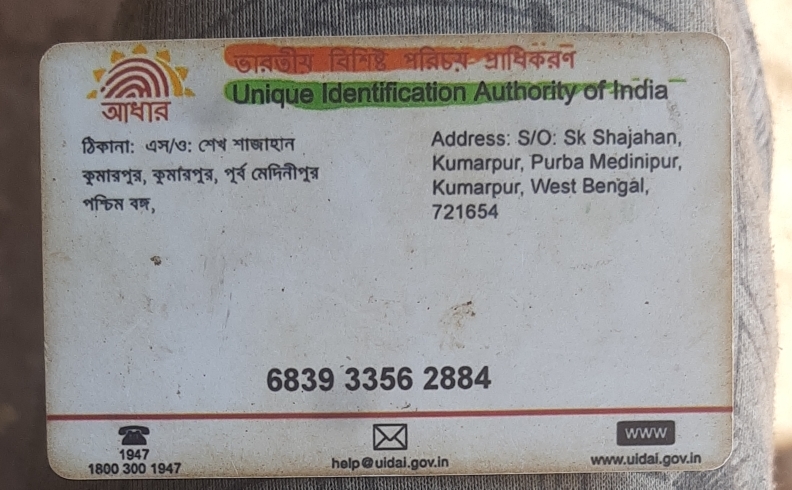 ভারতীয় বিশিষ্ট পরিচয় প্রাধিকরণ
Unique Identification Authority of India
আধার
ঠিকানা: এস/ও: শেখ শাজাহান
কুমারপুর, কুমারপুর, পূর্ব মেদিনীপুর
পশ্চিম বঙ্গ,
Address: S/O: Sk Shajahan,
Kumarpur, Purba Medinipur,
Kumarpur, West Bengal,
721654
6839 3356 2884
1947
1800 300 1947
help@uidai.gov.in
WWW
www.uidai.gov.in